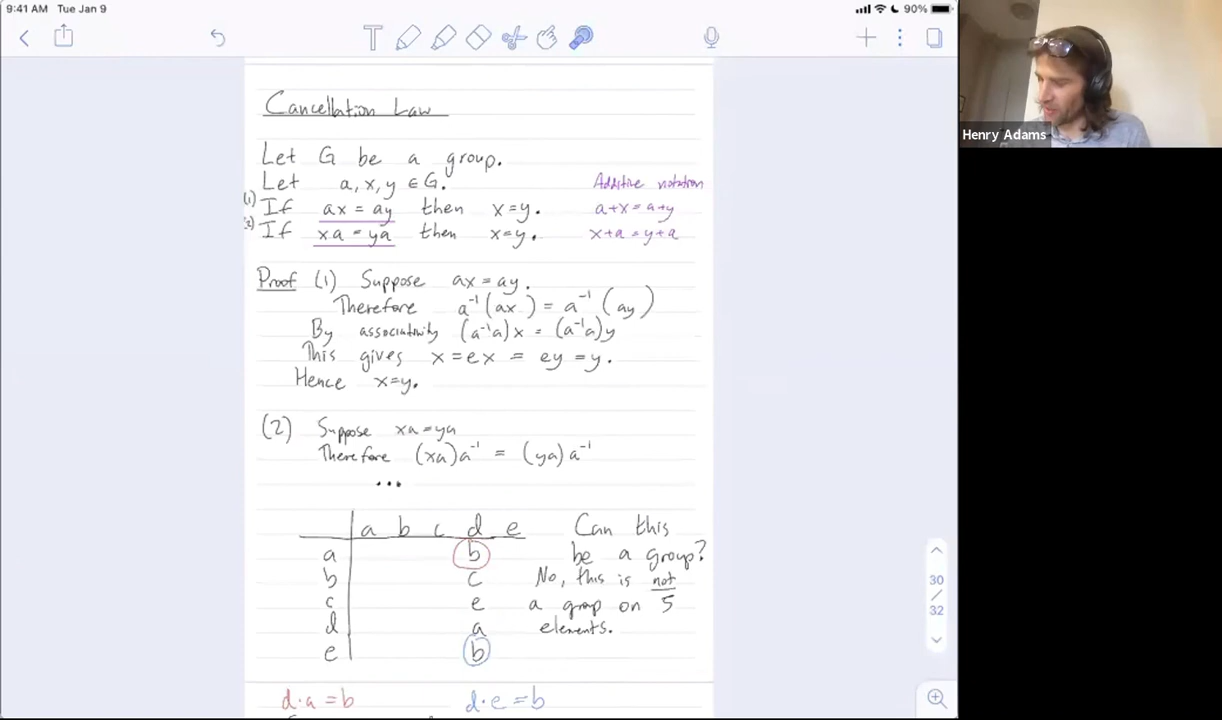 9:41 AM Tue Jan 9
90%
Cancellation Law
Let G be a group.
Let a, x, y ∈ G.
Additive notation
(1) If ax = ay then x=y.
a+x = a+y
(2) If xa = ya then x=y.
x+a = y+a
Proof (1) Suppose ax = ay.
Therefore a⁻¹(ax) = a⁻¹(ay)
By associativity (a⁻¹a)x = (a⁻¹a)y
This gives x = ex = ey = y.
Hence x=y.
(2) Suppose xa = ya
Therefore (xa)a⁻¹ = (ya)a⁻¹
...
a b c d e
a b
b c
c e
d a
e b
Can this
be a group?
No, this is not
a group on 5
elements.
d·a = b
d·e = b
30
/
32
Henry Adams